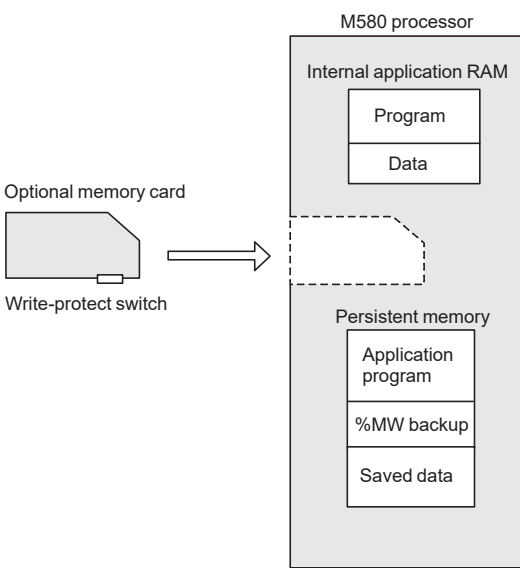 M580 processor
Internal application RAM
Program
Data
Optional memory card
Write-protect switch
Persistent memory
Application
program
%MW backup
Saved data